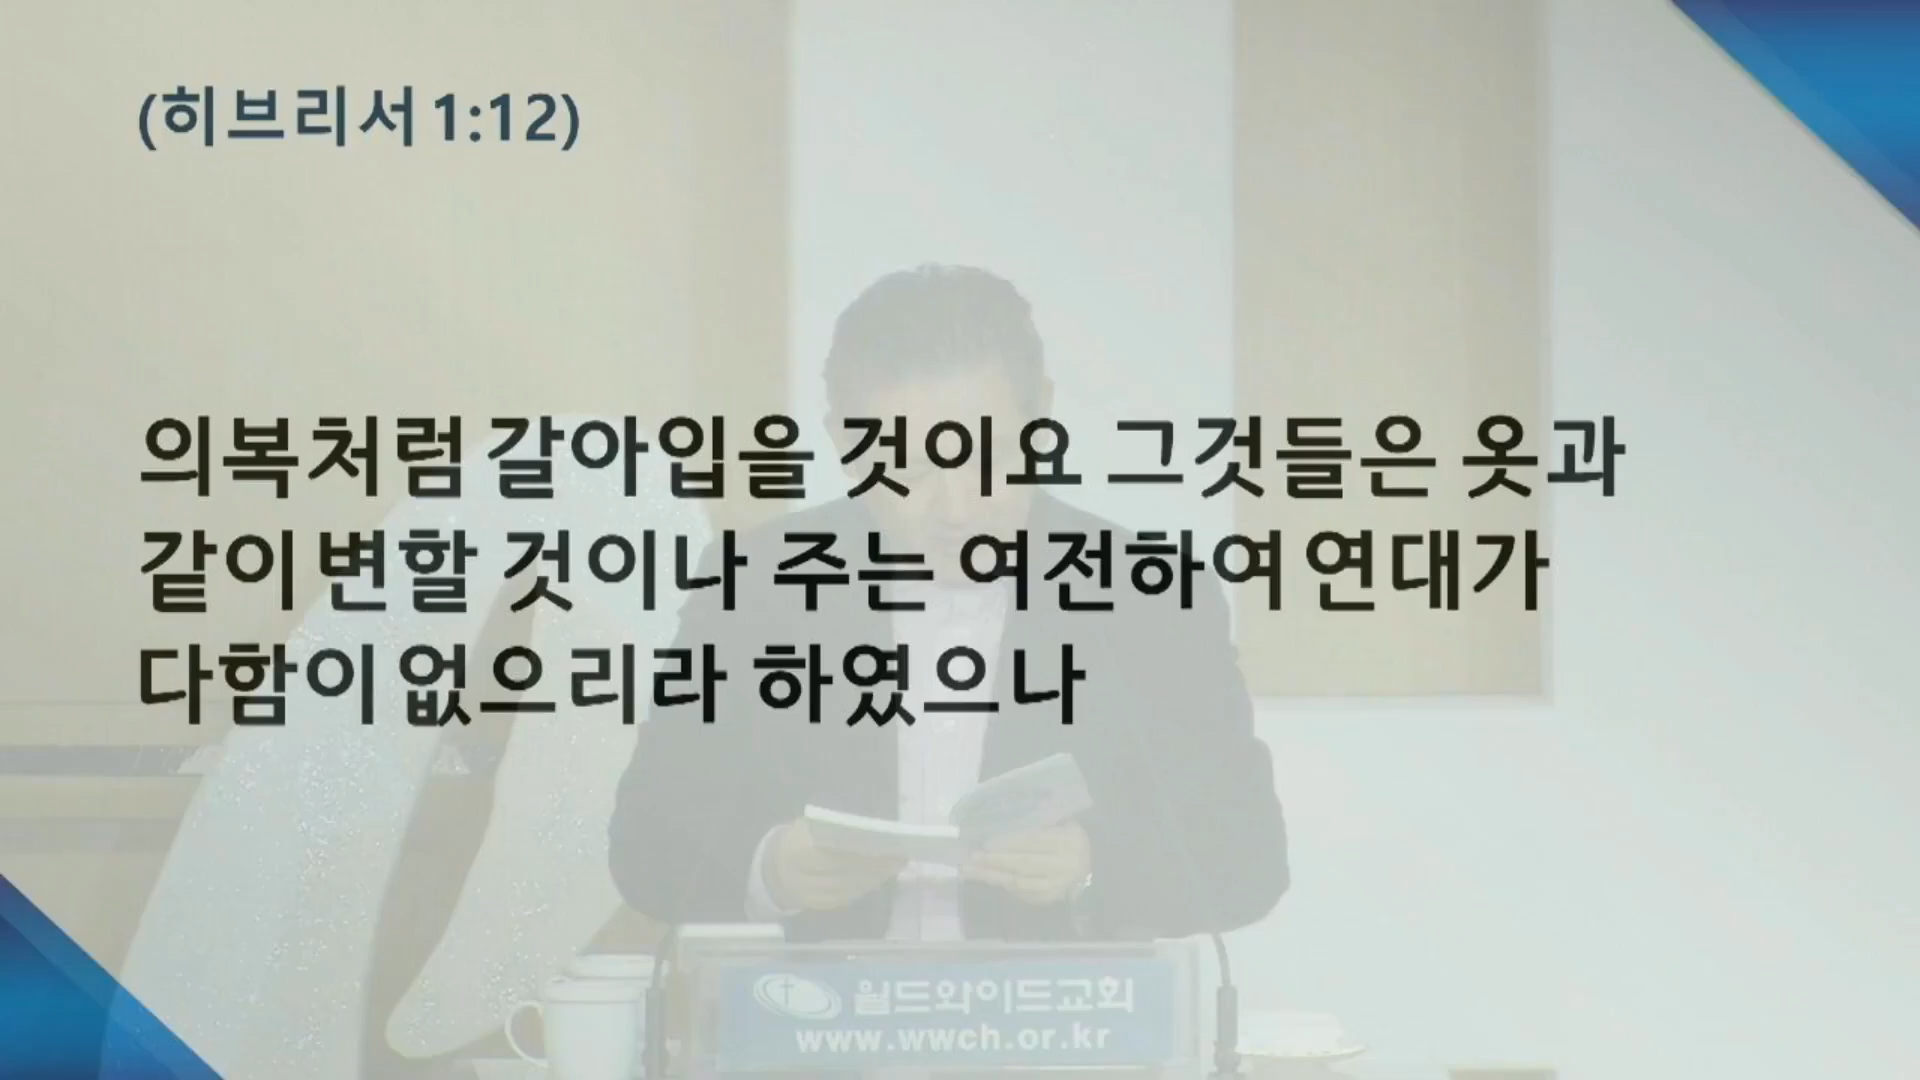 (히브리서 1:12)
의복처럼 갈아입을 것이요 그것들은 옷과
같이 변할 것이나 주는 여전하여 연대가
다함이 없으리라 하였으나
월드와이드교회
www.wwch.or.kr